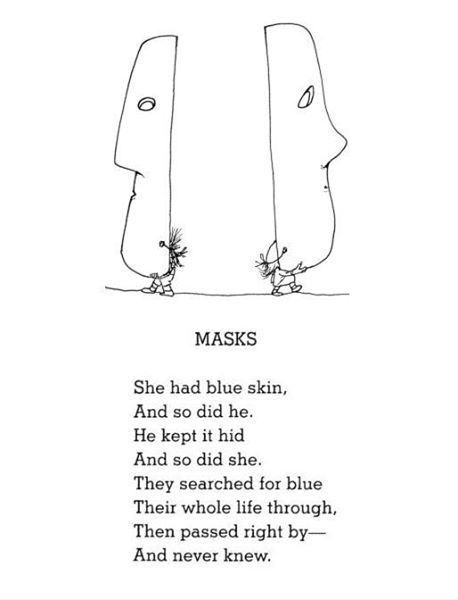 MASKS
She had blue skin,
And so did he.
He kept it hid
And so did she.
They searched for blue
Their whole life through,
Then passed right by—
And never knew.